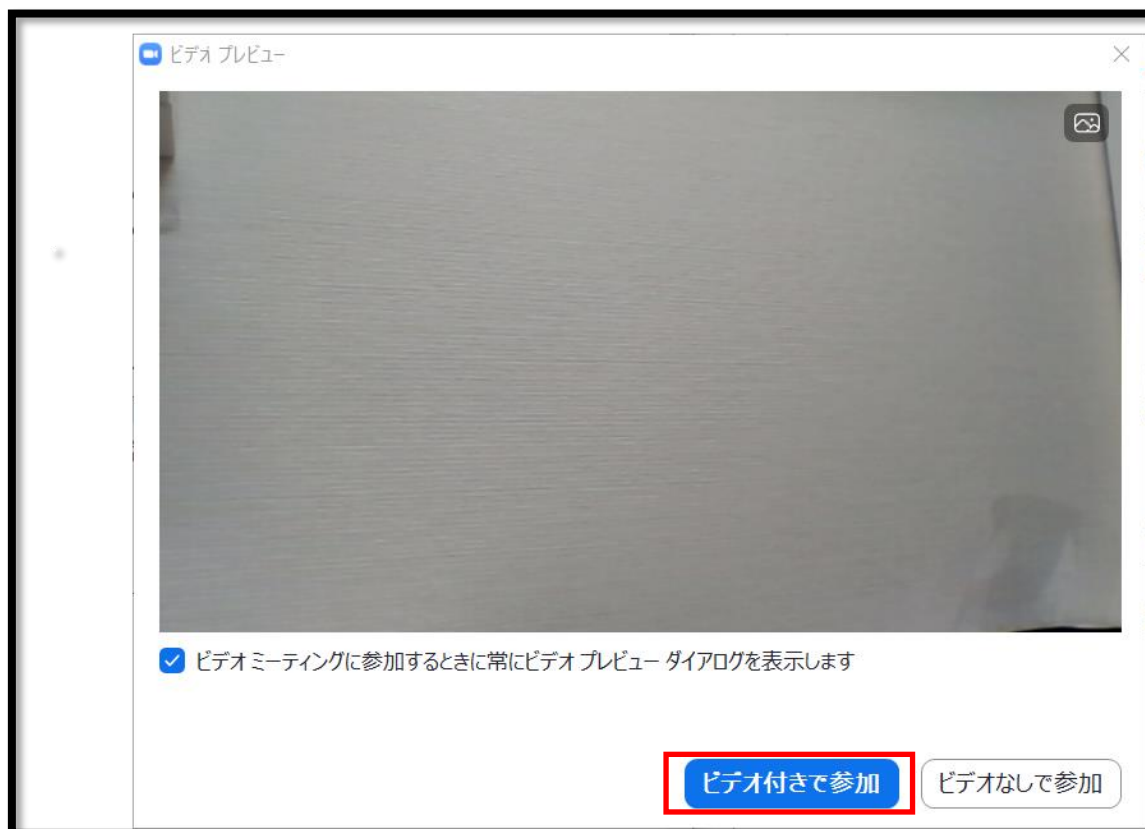 ビデオ プレビュー
ビデオ ミーティングに参加するときに常にビデオ プレビュー ダイアログを表示します
ビデオ付きで参加
ビデオなしで参加